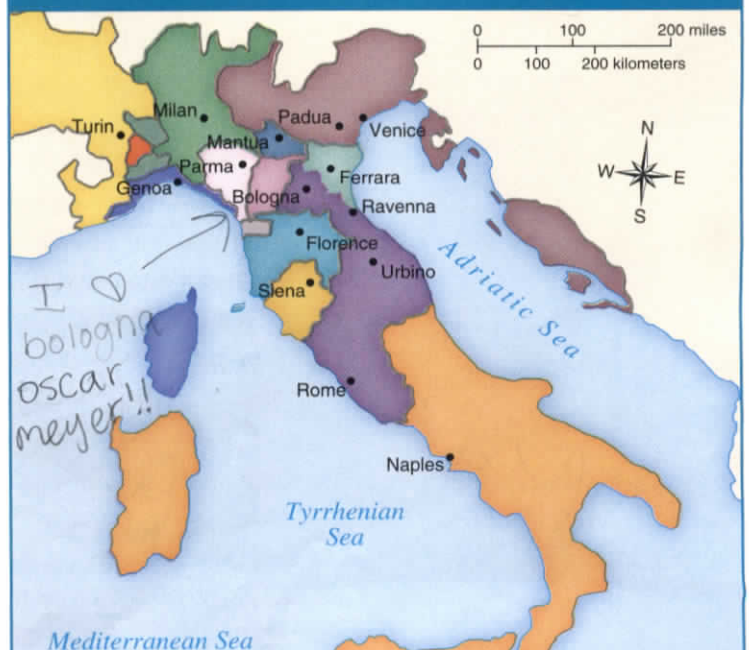 0 100 200 miles
0 100 200 kilometers
N
W E
S
Milan
Turin
Padua
Venice
Mantua
Parma
Genoa
Ferrara
Bologna
Ravenna
Florence
Urbino
Siena
Adriatic Sea
I ♡
bologna
oscar
meyer!!
Rome
Naples
Tyrrhenian
Sea
Mediterranean Sea